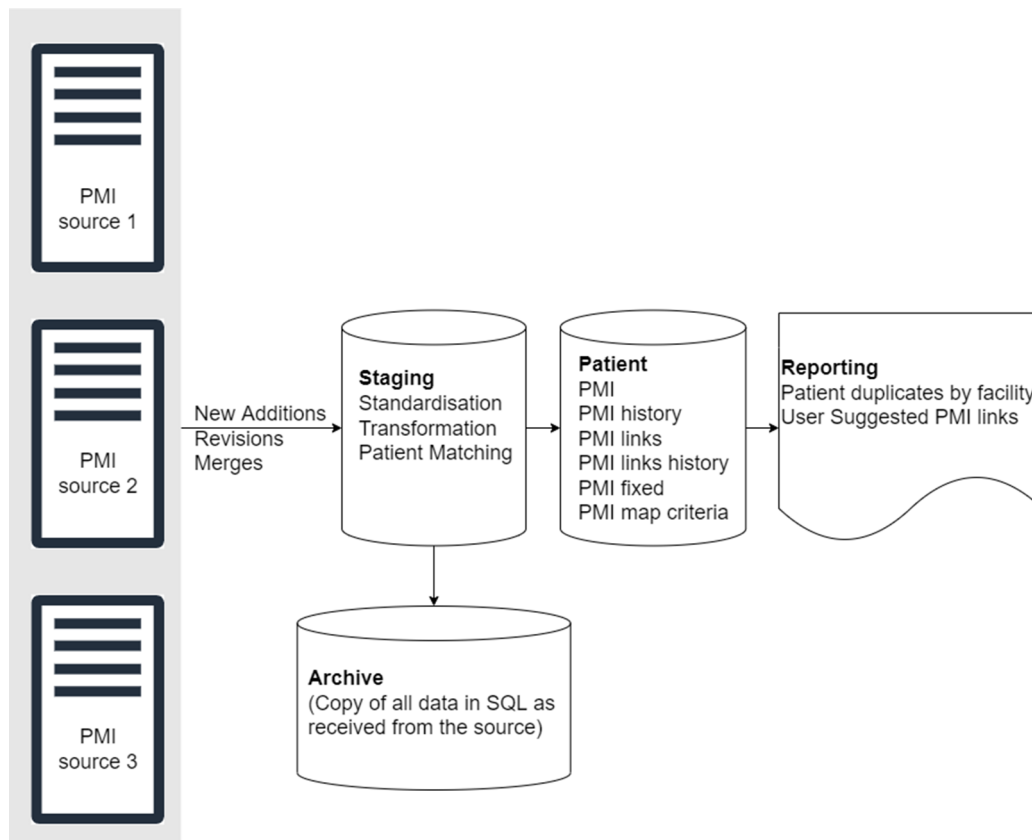 PMI
source 1
PMI
source 2
PMI
source 3
New Additions
Revisions
Merges
Staging
Standardisation
Transformation
Patient Matching
Patient
PMI
PMI history
PMI links
PMI links history
PMI fixed
PMI map criteria
Reporting
Patient duplicates by facility
User Suggested PMI links
Archive
(Copy of all data in SQL as
received from the source)